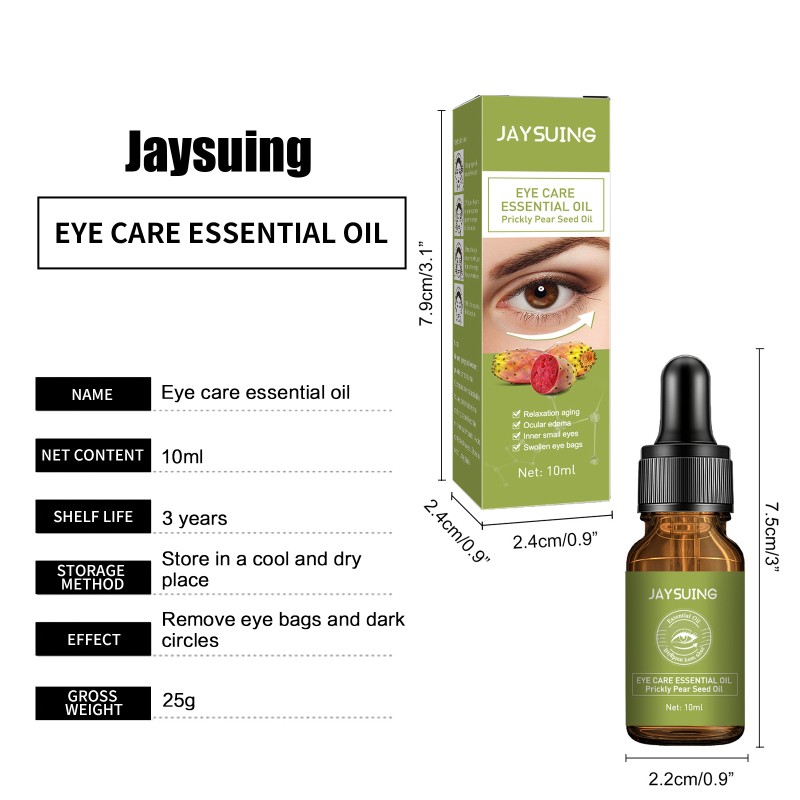 Jaysuing
EYE CARE ESSENTIAL OIL
NAME
Eye care essential oil
NET CONTENT
10ml
SHELF LIFE
3 years
STORAGE
METHOD
Store in a cool and dry
place
EFFECT
Remove eye bags and dark
circles
GROSS
WEIGHT
25g
7.9cm/3.1”
2.4cm/0.9”
2.4cm/0.9”
JAYSUING
EYE CARE
ESSENTIAL OIL
Prickly Pear Seed Oil
Relaxation aging
Ocular edema
Inner small eyes
Swollen eye bags
Net: 10ml
7.5cm/3”
JAYSUING
Essential Oil
EYE CARE ESSENTIAL OIL
Prickly Pear Seed Oil
Net: 10ml
2.2cm/0.9”